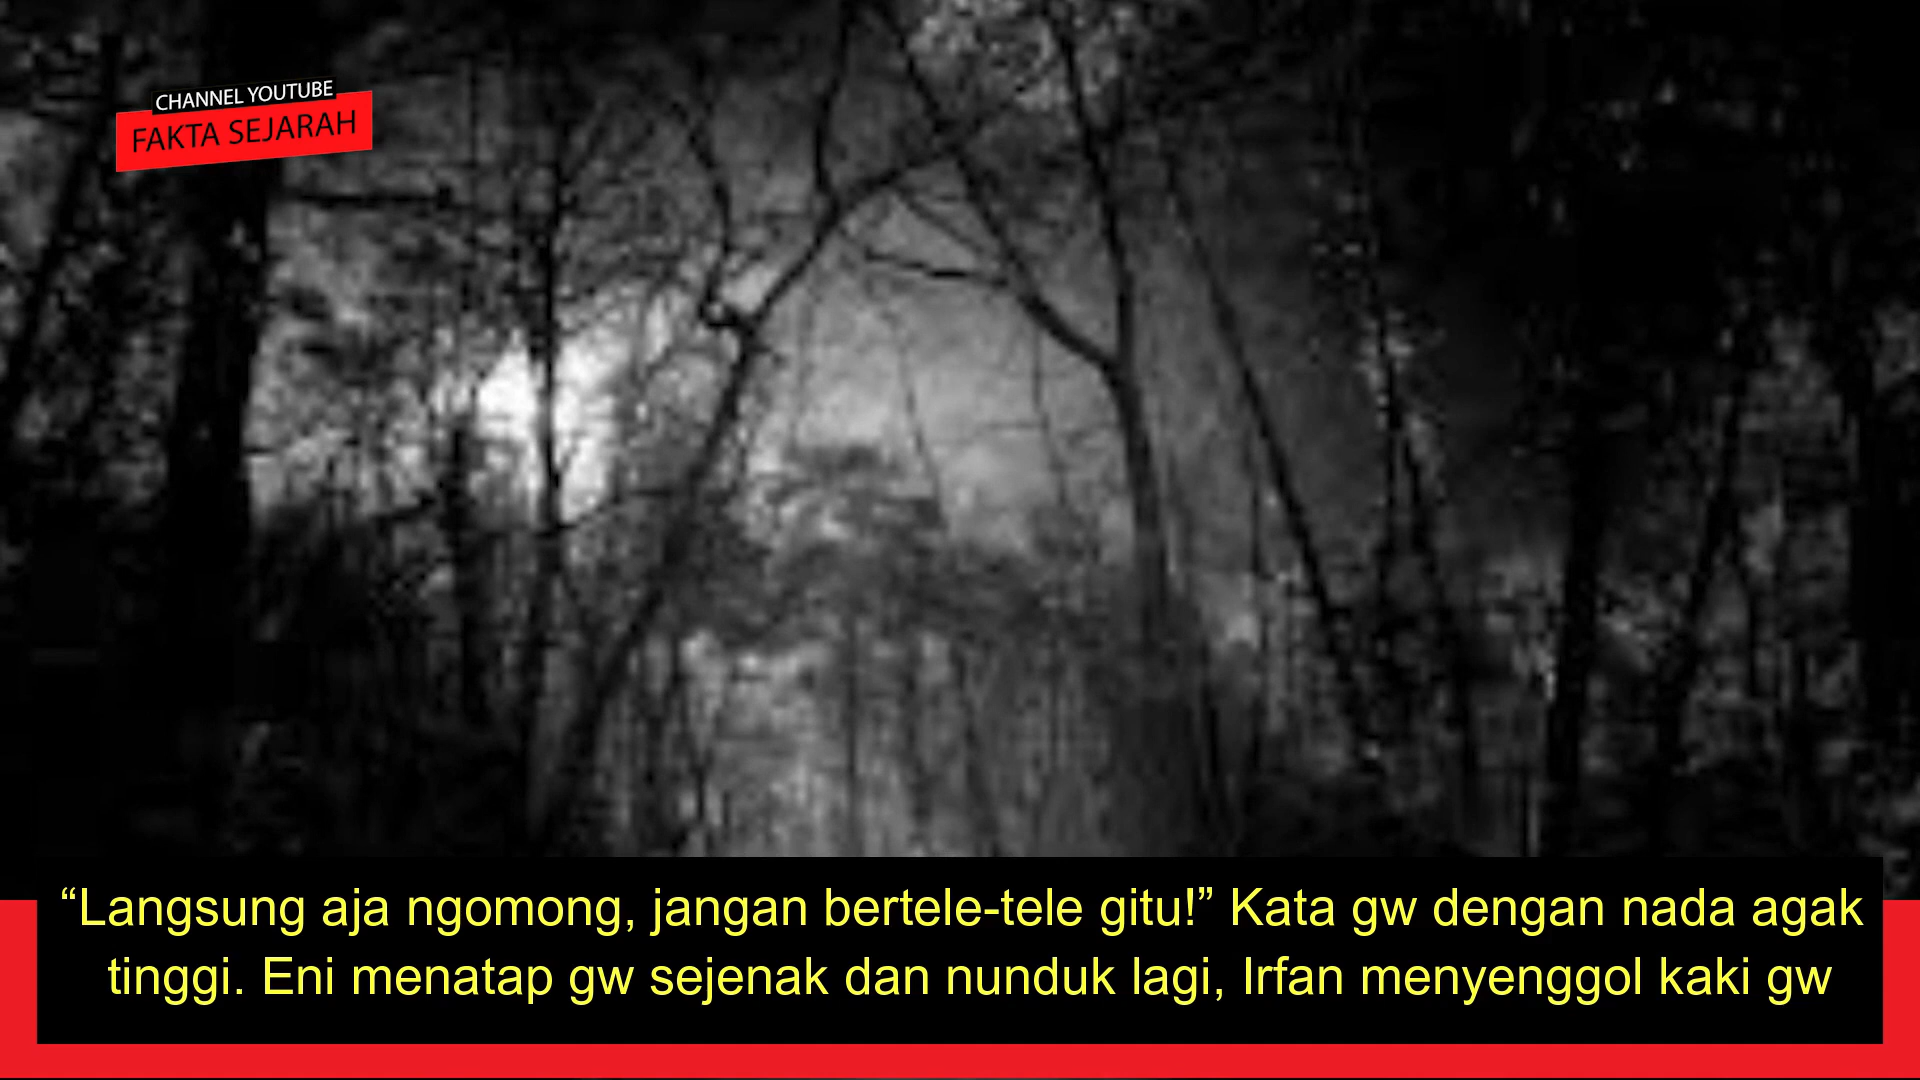 CHANNEL YOUTUBE
FAKTA SEJARAH
“Langsung aja ngomong, jangan bertele-tele gitu!” Kata gw dengan nada agak
tinggi. Eni menatap gw sejenak dan nunduk lagi, Irfan menyenggol kaki gw